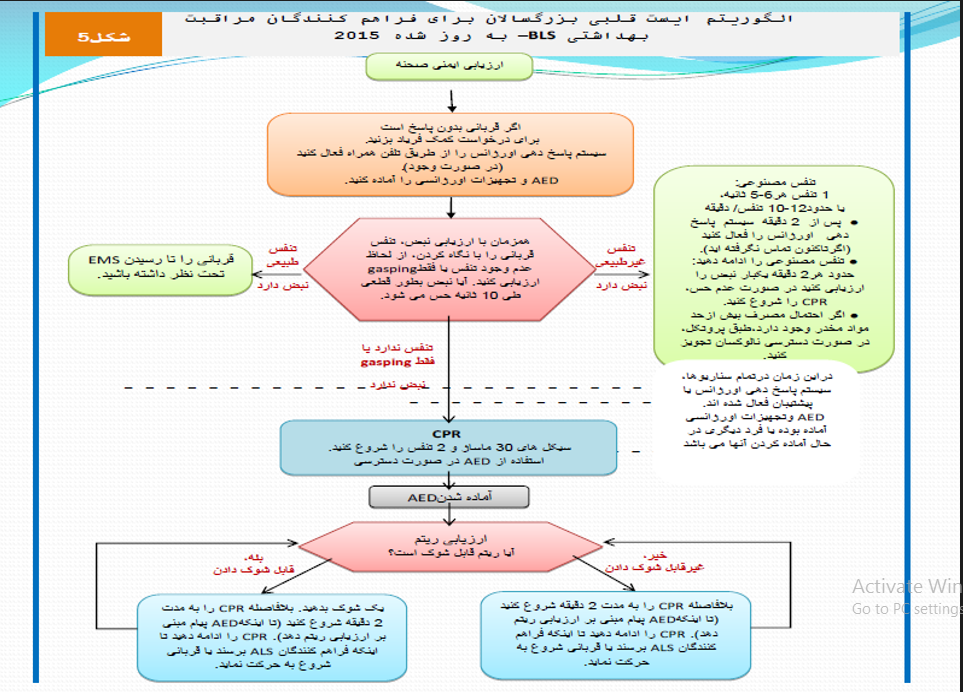 الگوریتم ایست قلبی بزرگسالان برای فراهم کنندگان مراقبت
بهداشتی BLS– به روز شده 2015
شکل5
ارزیابی ایمنی صحنه
اگر قربانی بدون پاسخ است
برای درخواست کمک فریاد بزنید.
سیستم پاسخ دهی اورژانس را از طریق تلفن همراه فعال کنید
(در صورت وجود).
AED و تجهیزات اورژانسی را آماده کنید.
همزمان با ارزیابی نبض، تنفس
قربانی را با نگاه کردن، از لحاظ
عدم وجود تنفس یا فقطgasping
ارزیابی کنید. آیا نبض بطور قطعی
طی 10 ثانیه حس می شود.
تنفس
طبیعی
نبض دارد
قربانی را تا رسیدن EMS
تحت نظر داشته باشید.
تنفس
غیرطبیعی
نبض دارد
تنفس مصنوعی:
1 تنفس هر6-5 ثانیه،
یا حدود12-10 تنفس/ دقیقه
• پس از 2 دقیقه سیستم پاسخ
دهی اورژانس را فعال کنید
(اگرتاکنون تماس نگرفته اید).
• تنفس مصنوعی را ادامه دهید:
حدود هر2 دقیقه یکبار نبض را
ارزیابی کنید در صورت عدم حس،
CPR را شروع کنید.
• اگر احتمال مصرف بیش ازحد
مواد مخدر وجود دارد،طبق پروتکل،
در صورت دسترسی نالوکسان تجویز
کنید.
تنفس ندارد یا
فقط gasping
نبض ندارد
دراین زمان درتمام سناریوها،
سیستم پاسخ دهی اورژانس یا
پیشتیبان فعال شده اند.
AED وتجهیزات اورژانسی
آماده بوده یا فرد دیگری در
حال آماده کردن آنها می باشد
CPR
سیکل های 30 ماساژ و 2 تنفس را شروع کنید.
استفاده از AED در صورت دسترسی
آماده شدنAED
ارزیابی ریتم
آیا ریتم قابل شوک است؟
بله،
قابل شوک دادن
خیر،
غیرقابل شوک دادن
یک شوک بدهید. بلافاصله CPR را به مدت
2 دقیقه شروع کنید (تا اینکهAED پیام مبنی
بر ارزیابی ریتم دهد). CPR را ادامه دهید تا
اینکه فراهم کنندگان ALS برسند یا قربانی
شروع به حرکت نماید.
بلافاصله CPR را به مدت 2 دقیقه شروع کنید
(تا اینکهAED پیام مبنی بر ارزیابی ریتم
دهد). CPR را ادامه دهید تا اینکه فراهم
کنندگان ALS برسند یا قربانی شروع به
حرکت نماید.
Activate Win
Go to PC settings